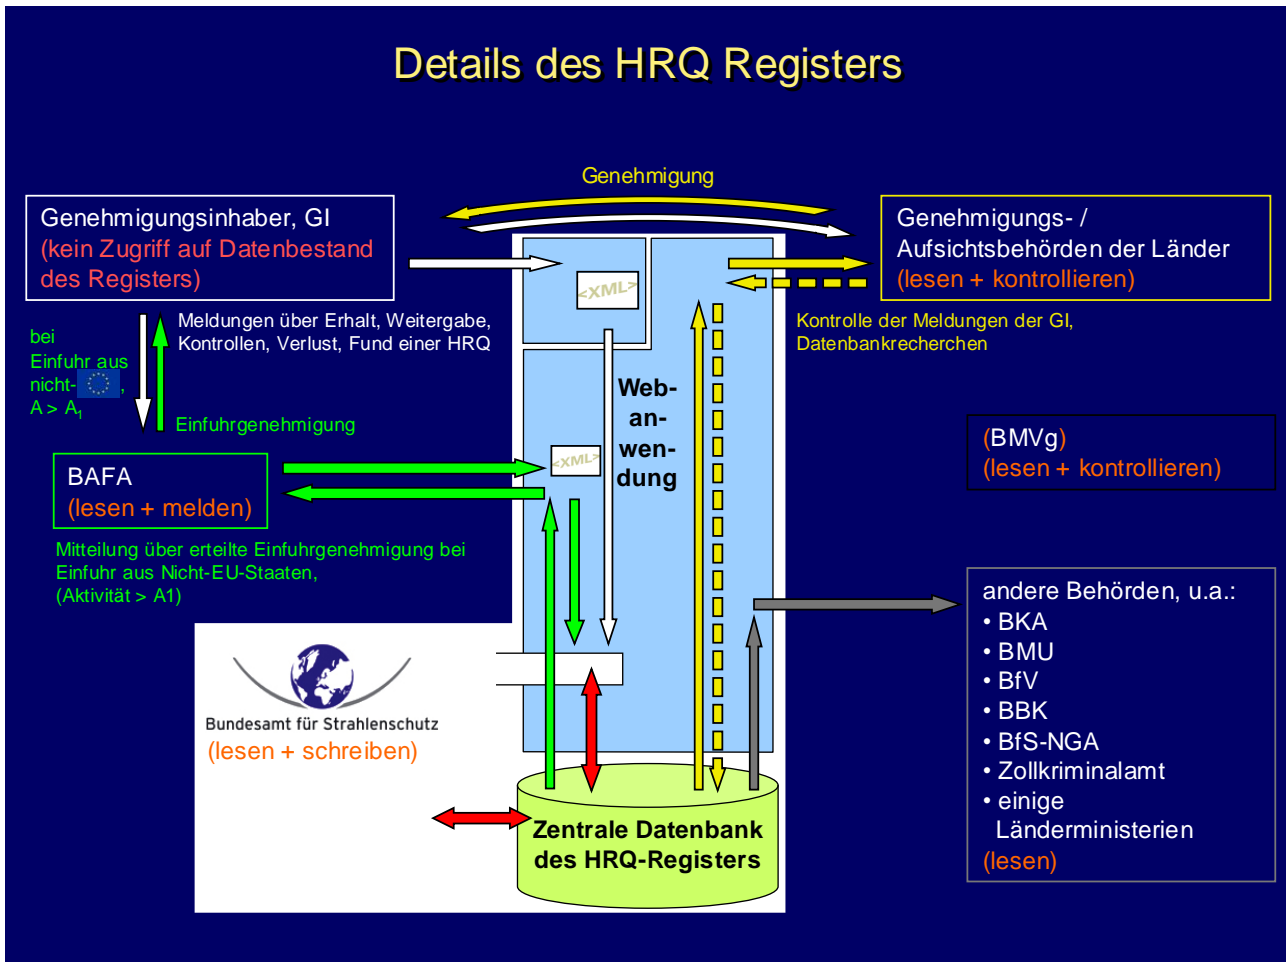 Details des HRQ Registers
Genehmigung
Genehmigungsinhaber, GI
(kein Zugriff auf Datenbestand
des Registers)
Genehmigungs- /
Aufsichtsbehörden der Länder
(lesen + kontrollieren)
<XML>
Meldungen über Erhalt, Weitergabe,
Kontrollen, Verlust, Fund einer HRQ
Kontrolle der Meldungen der GI,
Datenbankrecherchen
bei
Einfuhr aus
nicht- ,
A > A1
Einfuhrgenehmigung
Web-
an-
wen-
dung
(BMVg)
(lesen + kontrollieren)
BAFA
(lesen + melden)
<XML>
Mitteilung über erteilte Einfuhrgenehmigung bei
Einfuhr aus Nicht-EU-Staaten,
(Aktivität > A1)
andere Behörden, u.a.:
• BKA
• BMU
• BfV
• BBK
• BfS-NGA
• Zollkriminalamt
• einige
Länderministerien
(lesen)
Bundesamt für Strahlenschutz
(lesen + schreiben)
Zentrale Datenbank
des HRQ-Registers